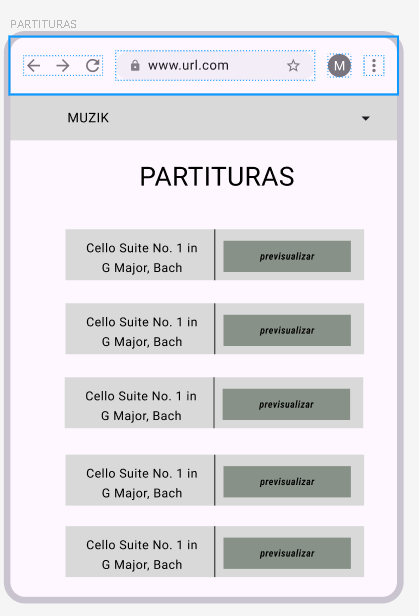 PARTITURAS
www.url.com
M
MUZIK
PARTITURAS
Cello Suite No. 1 in
G Major, Bach
previsualizar
Cello Suite No. 1 in
G Major, Bach
previsualizar
Cello Suite No. 1 in
G Major, Bach
previsualizar
Cello Suite No. 1 in
G Major, Bach
previsualizar
Cello Suite No. 1 in
G Major, Bach
previsualizar